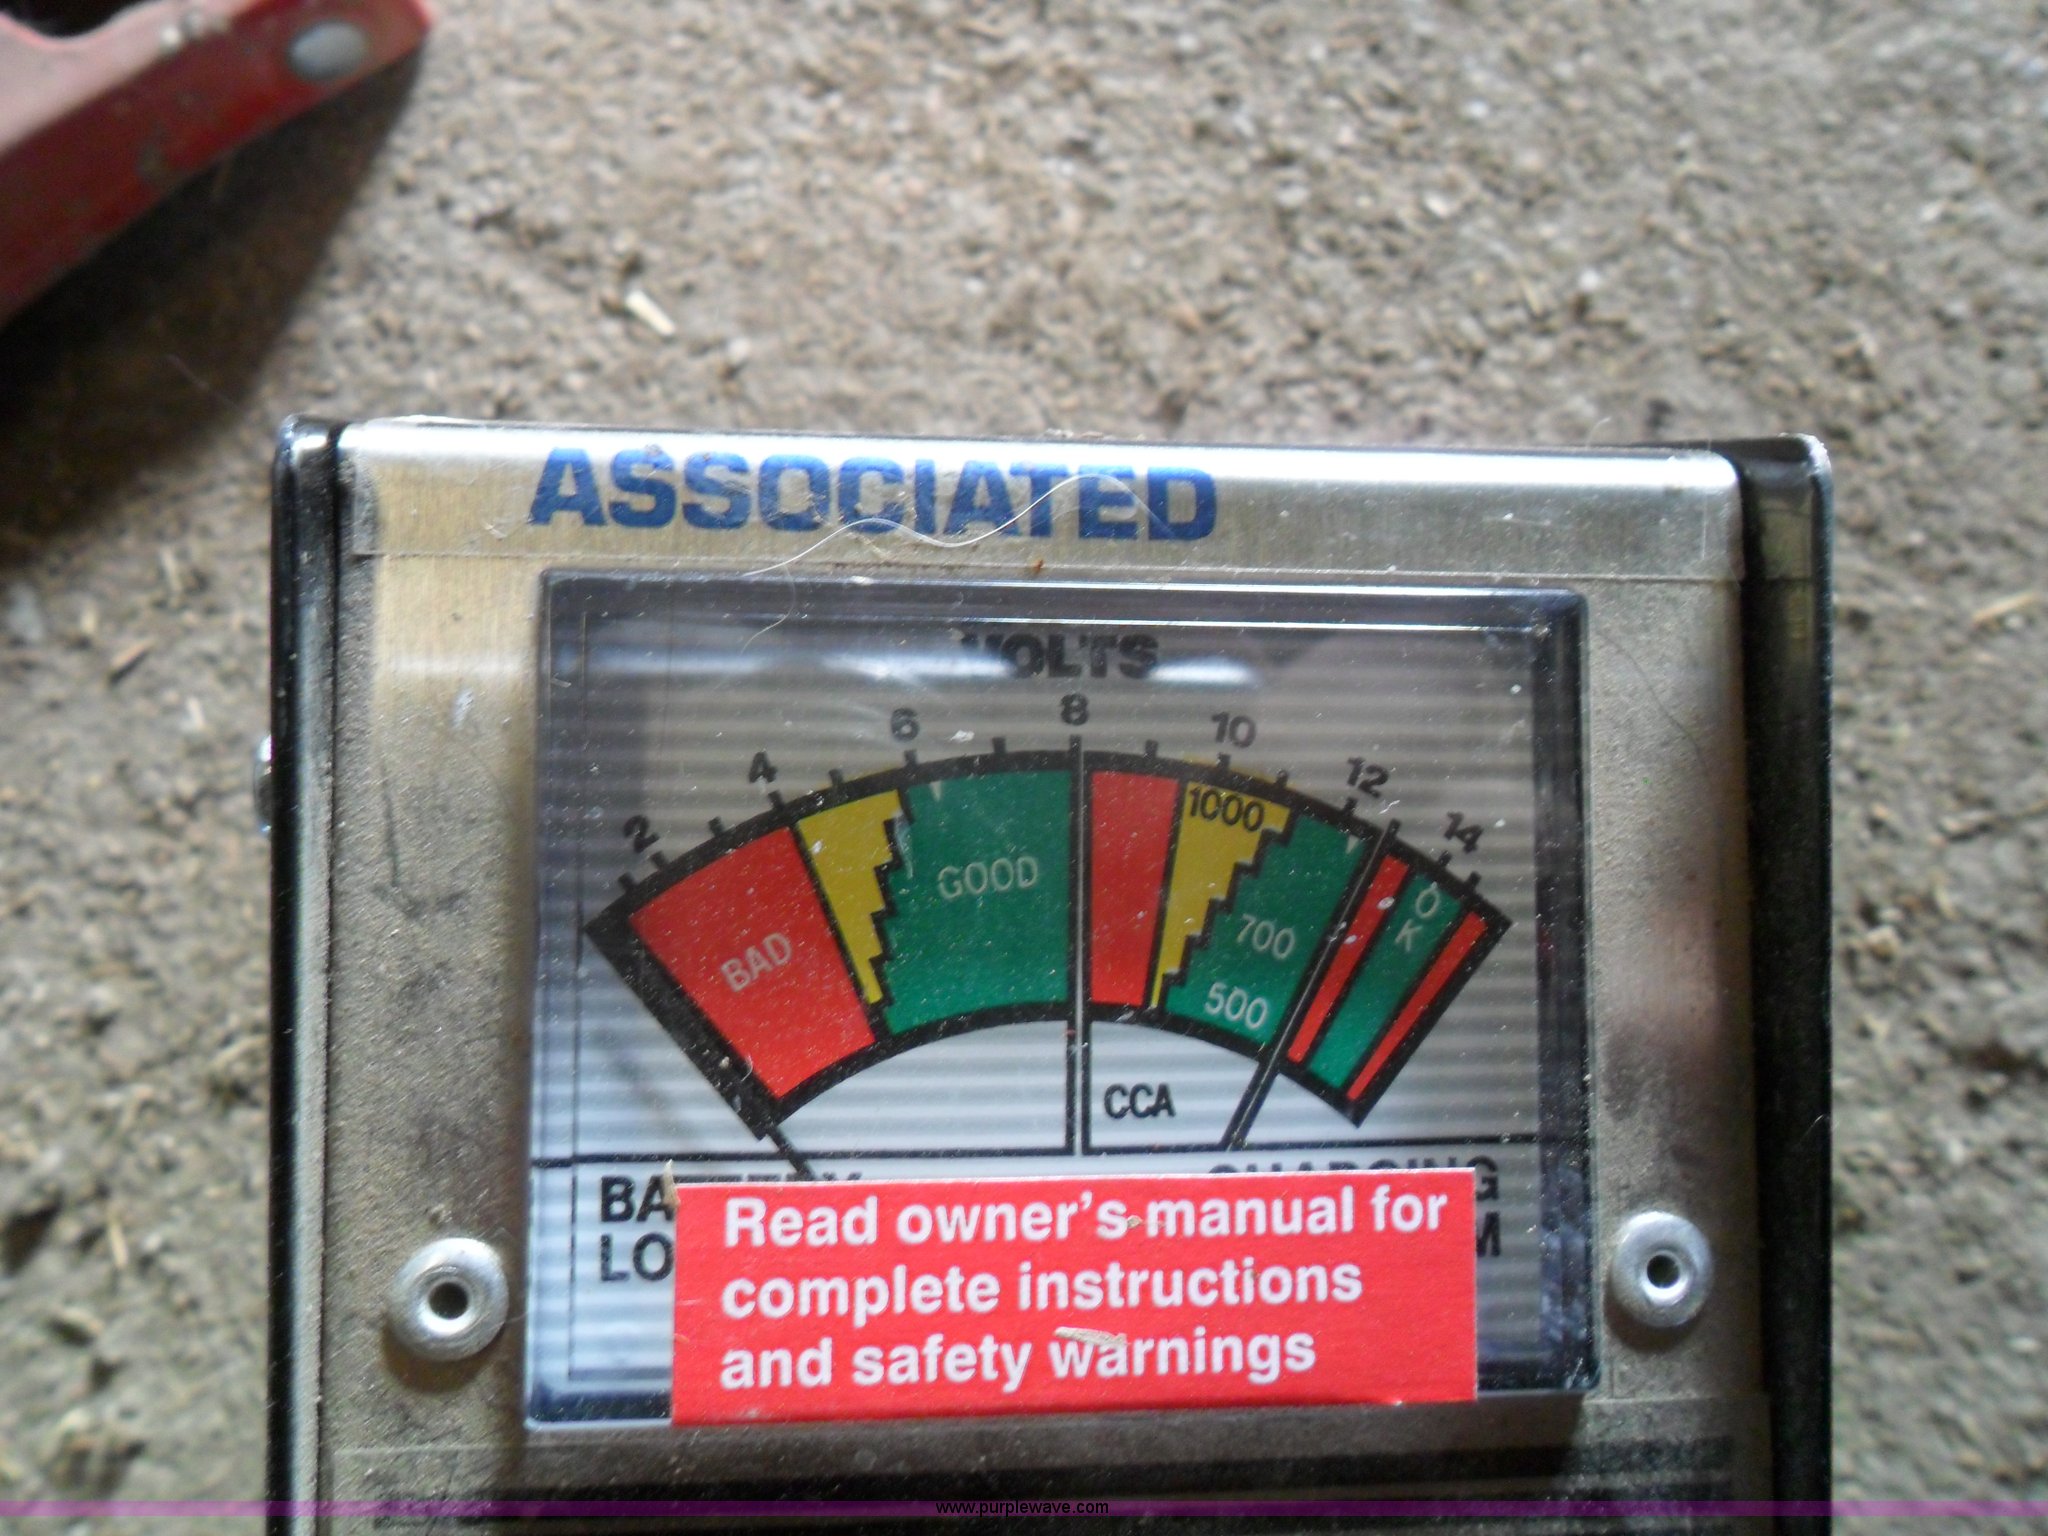 ASSOCIATED
VOLTS
2 4 6 8 10 12 14
BAD
GOOD
1000
700
500
OK
CCA
Read owner's manual for
complete instructions
and safety warnings
www.purplewave.com